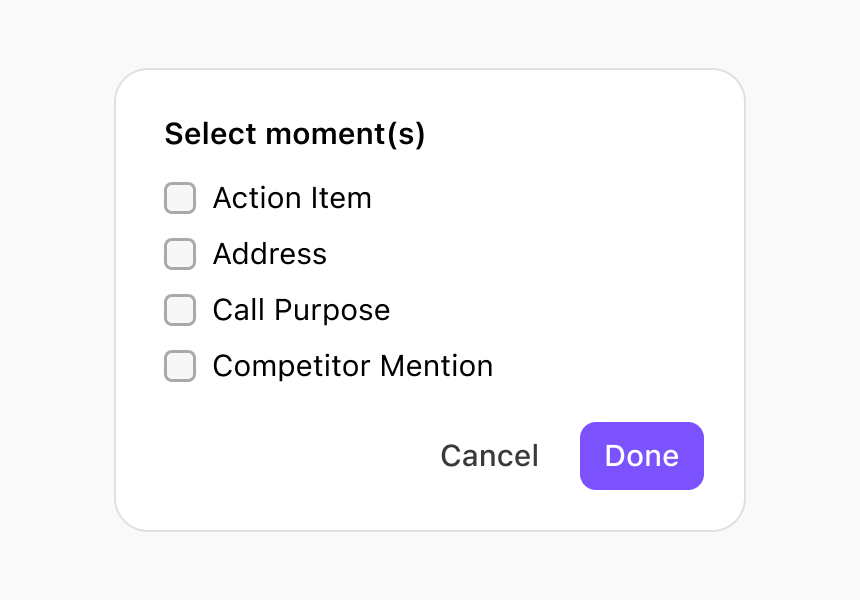 Select moment(s)
Action Item
Address
Call Purpose
Competitor Mention
Cancel
Done